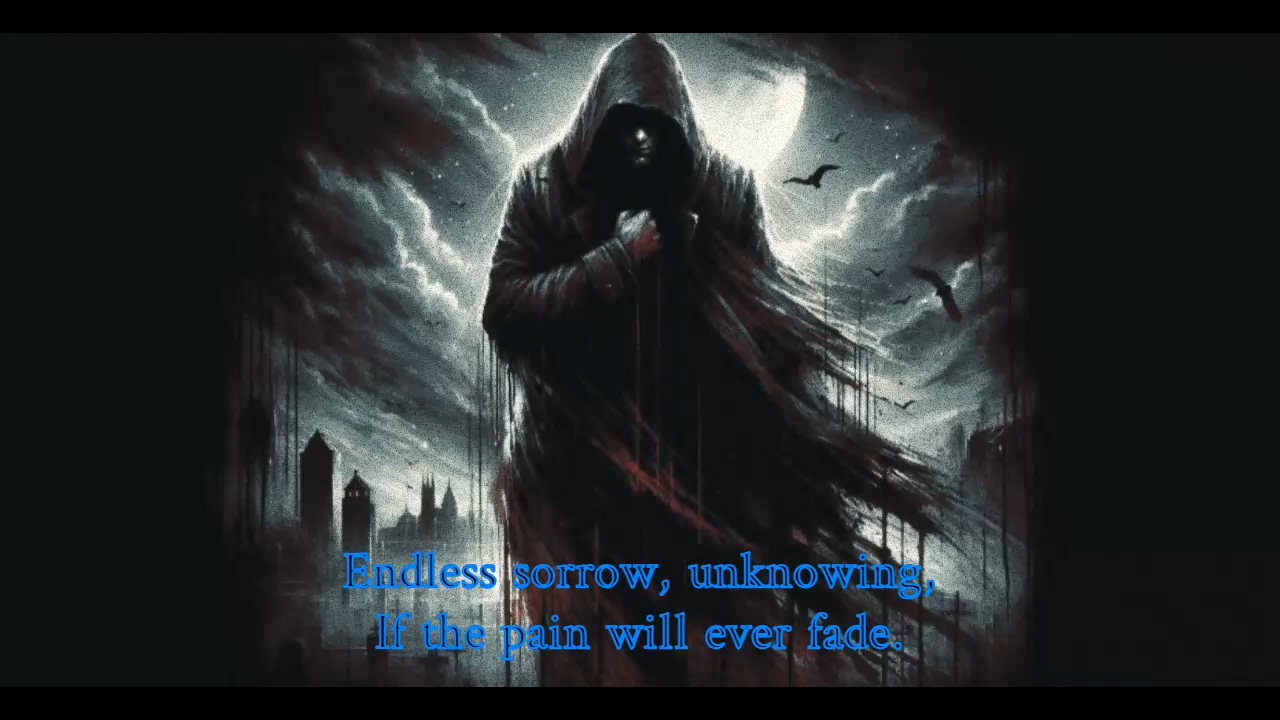 Endless sorrow, unknowing,
If the pain will ever fade.